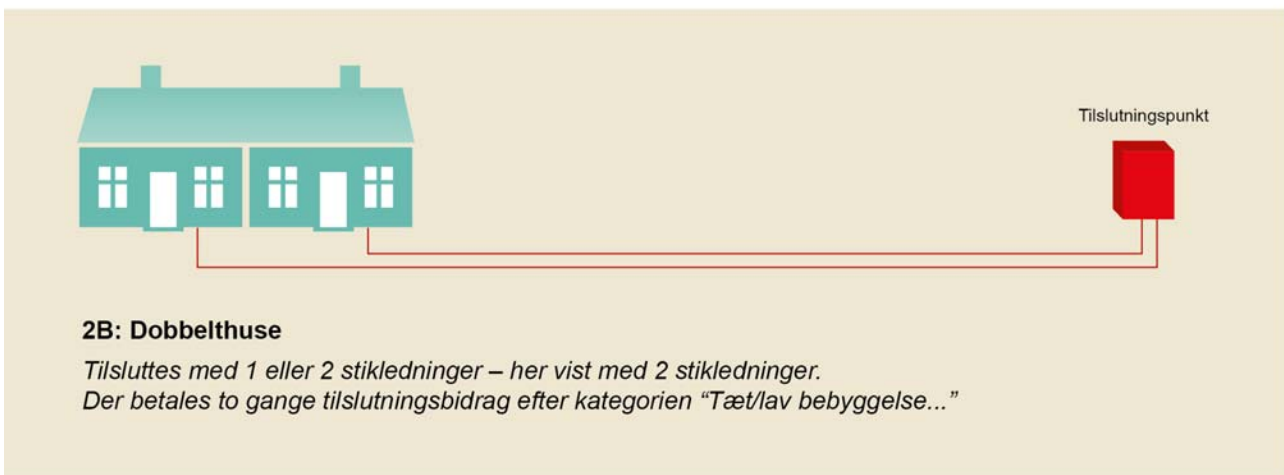 Tilslutningspunkt
2B: Dobbelthuse
Tilsluttes med 1 eller 2 stikledninger – her vist med 2 stikledninger.
Der betales to gange tilslutningsbidrag efter kategorien “Tæt/lav bebyggelse...”